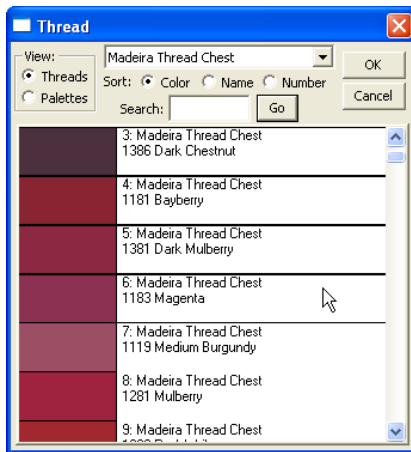 Thread
View:
Threads
Palettes
Madeira Thread Chest
Sort: Color Name Number
Search: Go
OK
Cancel
3: Madeira Thread Chest
1386 Dark Chestnut
4: Madeira Thread Chest
1181 Bayberry
5: Madeira Thread Chest
1381 Dark Mulberry
6: Madeira Thread Chest
1183 Magenta
7: Madeira Thread Chest
1119 Medium Burgundy
8: Madeira Thread Chest
1281 Mulberry
9: Madeira Thread Chest